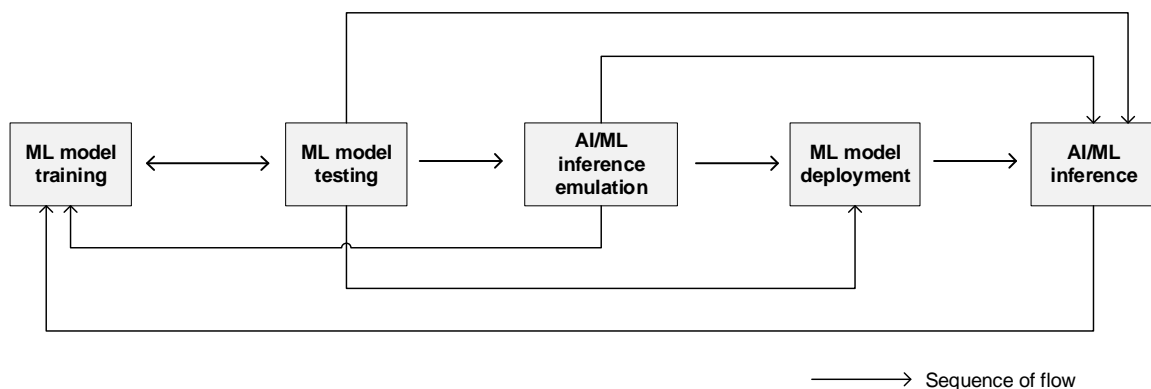 ML model
training
ML model
testing
AI/ML
inference
emulation
ML model
deployment
AI/ML
inference
Sequence of flow